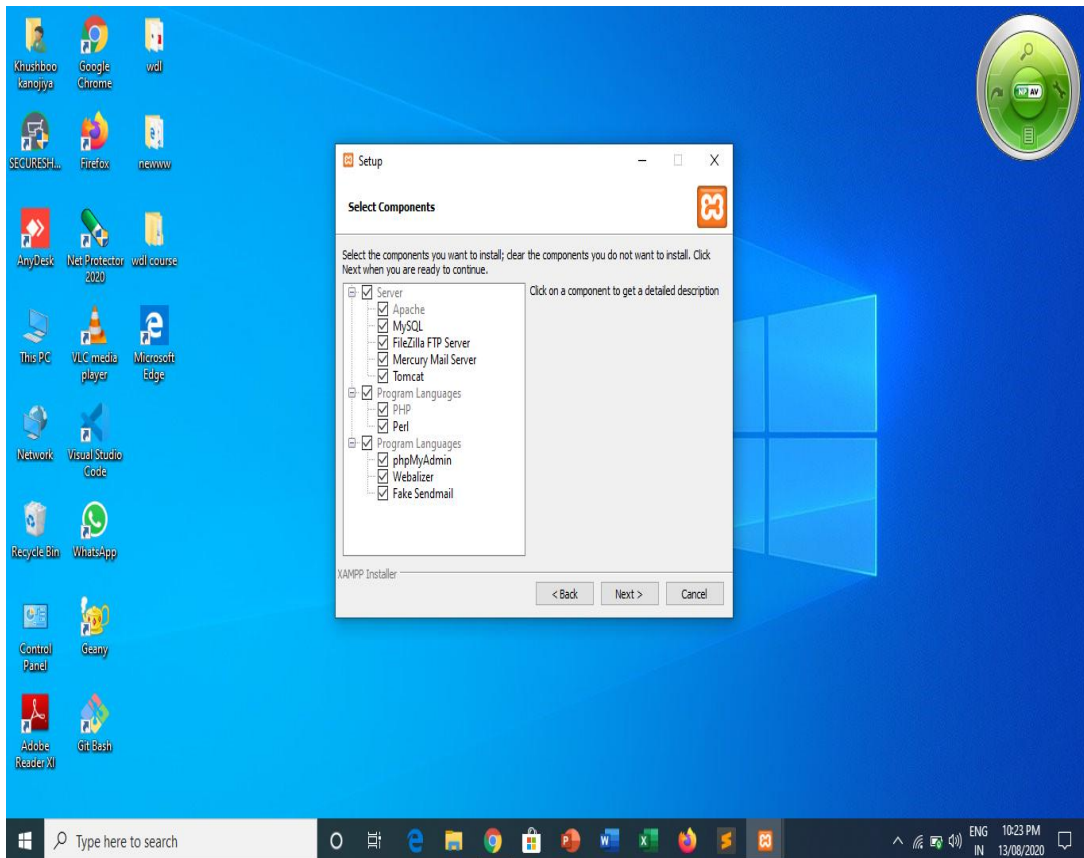 Khushboo
kanojiya
Google
Chrome
wdl
SECURESH...
Firefox
newww
AnyDesk
Net Protector
2020
wdl course
This PC
VLC media
player
Microsoft
Edge
Network
Visual Studio
Code
Recycle Bin
WhatsApp
Control
Panel
Geany
Adobe
Reader XI
Git Bash
NP AV
Setup
Select Components
Select the components you want to install; clear the components you do not want to install. Click
Next when you are ready to continue.
Server
Apache
MySQL
FileZilla FTP Server
Mercury Mail Server
Tomcat
Program Languages
PHP
Perl
Program Languages
phpMyAdmin
Webalizer
Fake Sendmail
Click on a component to get a detailed description
XAMPP Installer
< Back
Next >
Cancel
Type here to search
ENG
IN
10:23 PM
13/08/2020